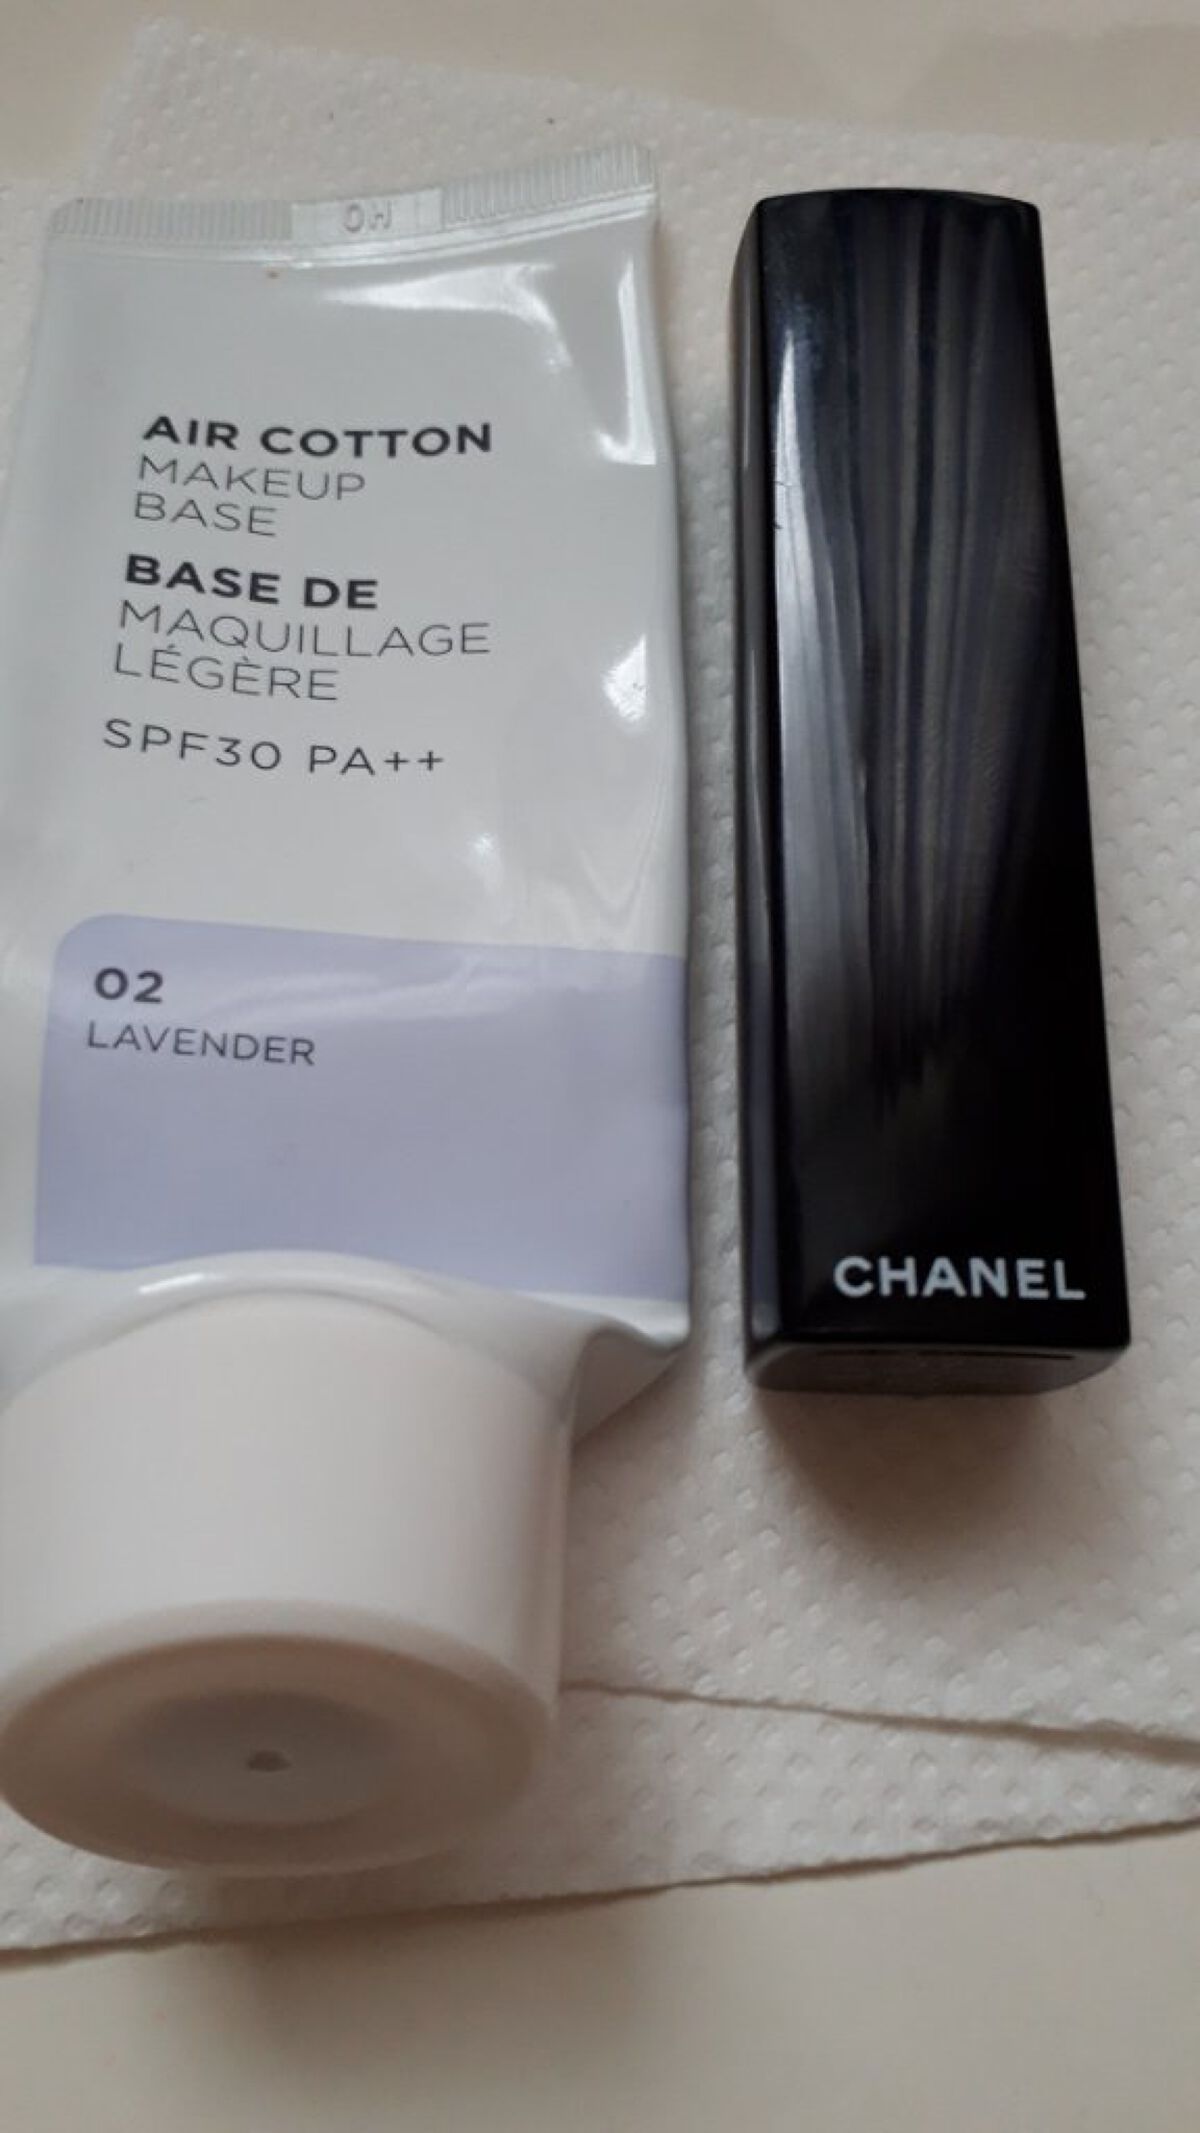 AIR COTTON
MAKEUP
BASE
BASE DE
MAQUILLAGE
LÉGÈRE
SPF30 PA++
02
LAVENDER
CHANEL